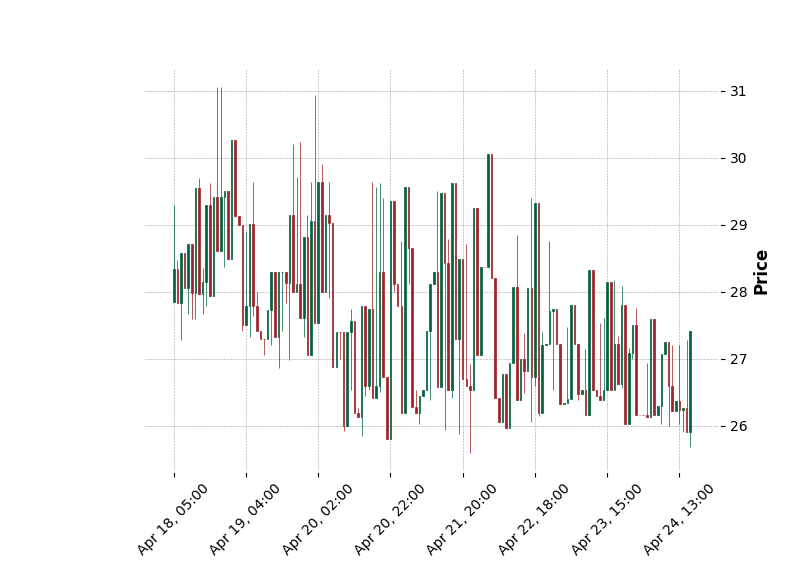 31
30
29
28
27
26
Price
Apr 18, 05:00
Apr 19, 04:00
Apr 20, 02:00
Apr 20, 22:00
Apr 21, 20:00
Apr 22, 18:00
Apr 23, 15:00
Apr 24, 13:00